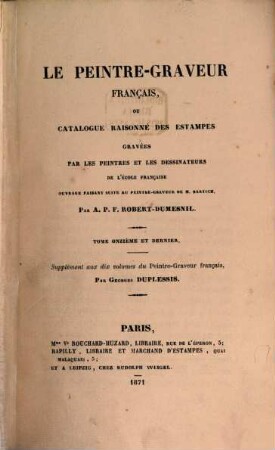 LE PEINTRE-GRAVEUR
FRANÇAIS,
OU
CATALOGUE RAISONNÉ DES ESTAMPES
GRAVÉES
PAR LES PEINTRES ET LES DESSINATEURS
DE L'ÉCOLE FRANÇAISE
OUVRAGE FAISANT SUITE AU PEINTRE-GRAVEUR DE M. BARTSCH.
PAR A. P. F. ROBERT-DUMESNIL.
TOME ONZIÈME ET DERNIER,
Supplément aux dix volumes du Peintre-Graveur français,
PAR GEORGES DUPLESSIS.
PARIS,
Mme Ve BOUCHARD-HUZARD, LIBRAIRE, RUE DE L'ÉPERON, 5;
RAPILLY, LIBRAIRE ET MARCHAND D'ESTAMPES, QUAI
MALAQUAIS, 5;
ET A LEIPZIG, CHEZ RUDOLPH WEIGEL.
1871